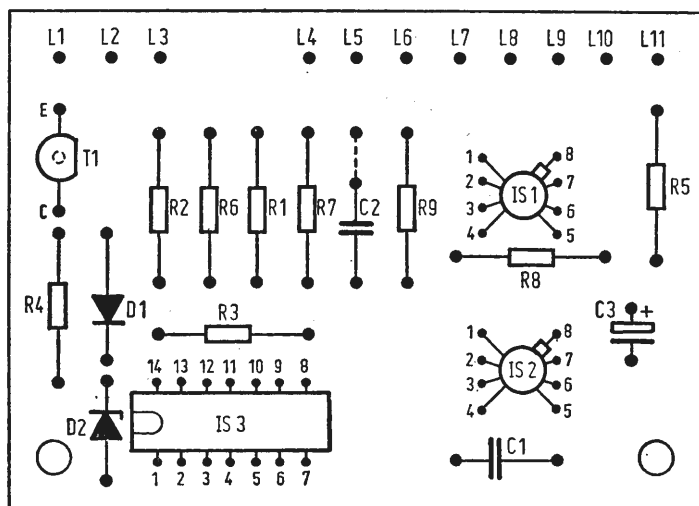 L1 L2 L3 L4 L5 L6 L7 L8 L9 L10 L11
E
T1
C
R2 R6 R1 R7 C2 R9
1 8
2 7
3 6
4 5
IS1
R5
R8
R4
D1
R3
C3 +
1 8
2 7
3 6
4 5
IS2
14 13 12 11 10 9 8
D2
IS3
1 2 3 4 5 6 7
C1